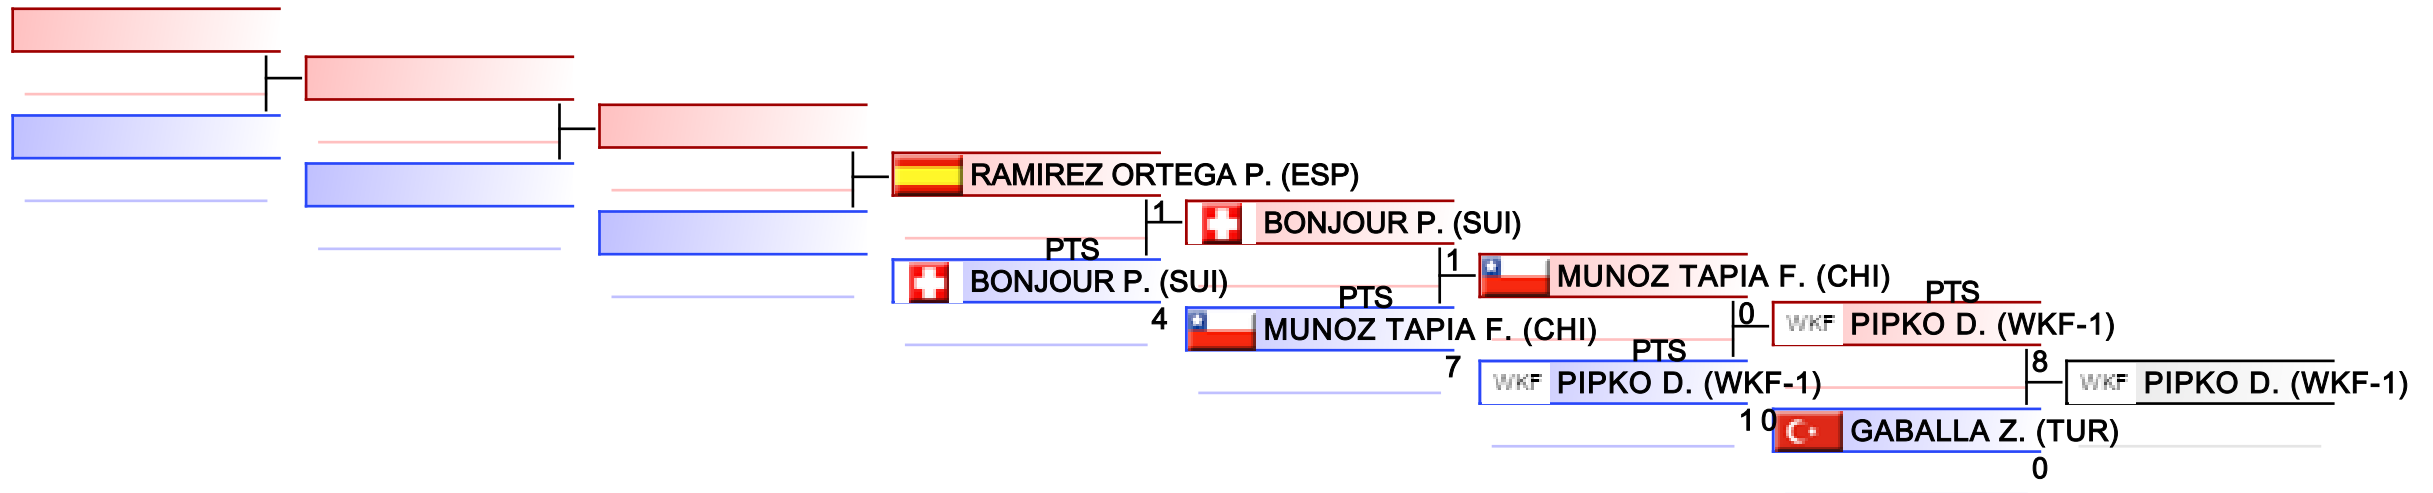 RAMIREZ ORTEGA P. (ESP)
1
PTS
BONJOUR P. (SUI)
4
BONJOUR P. (SUI)
1
PTS
MUNOZ TAPIA F. (CHI)
7
MUNOZ TAPIA F. (CHI)
0
PTS
WKF PIPKO D. (WKF-1)
10
PTS
WKF PIPKO D. (WKF-1)
8
GABALLA Z. (TUR)
0
WKF PIPKO D. (WKF-1)